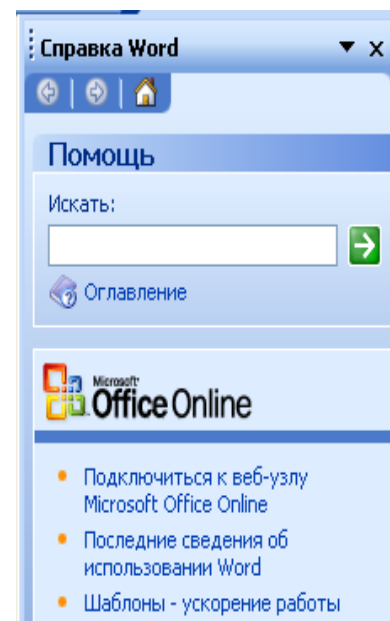 Справка Word
Помощь
Искать:
Оглавление
Microsoft
Office Online
Подключиться к веб-узлу
Microsoft Office Online
Последние сведения об
использовании Word
Шаблоны - ускорение работы